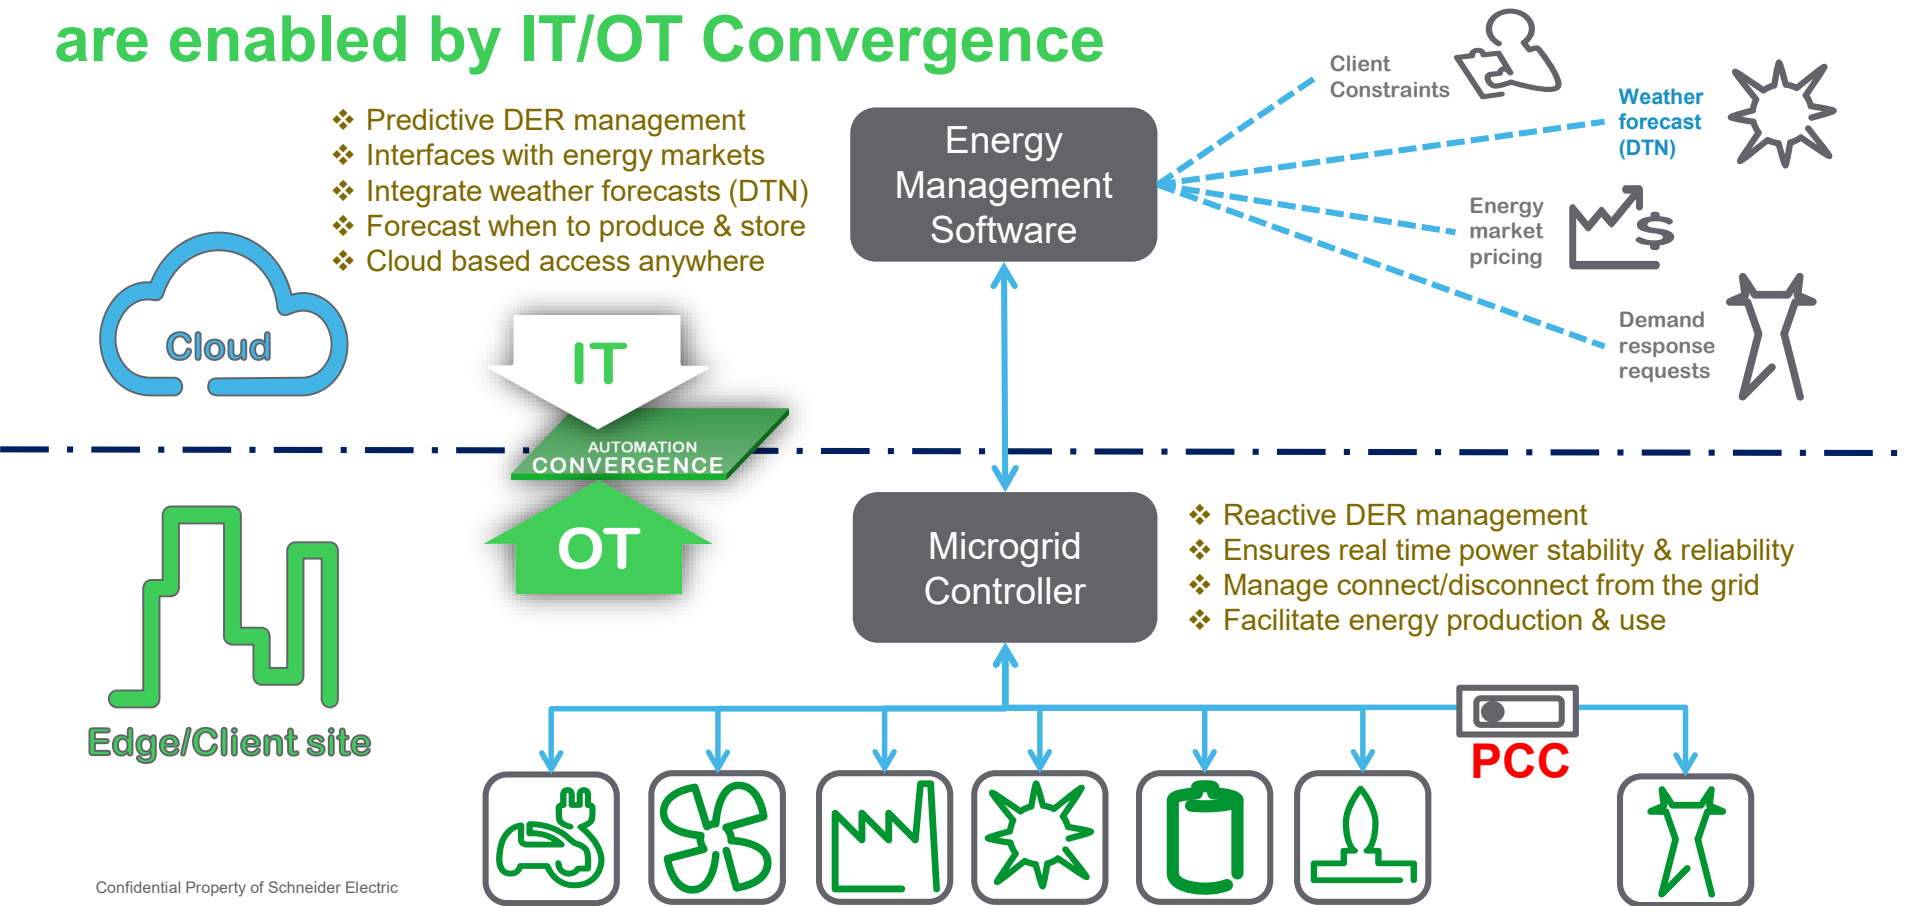 are enabled by IT/OT Convergence
❖ Predictive DER management
❖ Interfaces with energy markets
❖ Integrate weather forecasts (DTN)
❖ Forecast when to produce & store
❖ Cloud based access anywhere
Energy
Management
Software
Client
Constraints
Weather
forecast
(DTN)
Energy
market
pricing
$
Demand
response
requests
Cloud
IT
AUTOMATION
CONVERGENCE
OT
Microgrid
Controller
❖ Reactive DER management
❖ Ensures real time power stability & reliability
❖ Manage connect/disconnect from the grid
❖ Facilitate energy production & use
Edge/Client site
PCC
Confidential Property of Schneider Electric